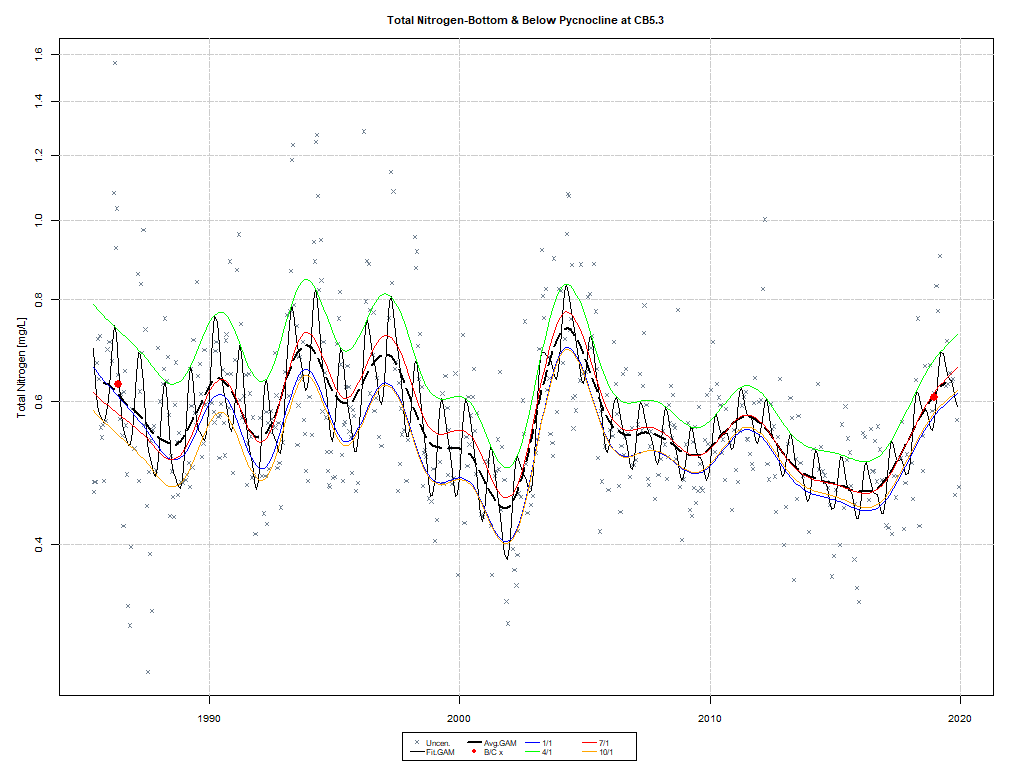 Total Nitrogen-Bottom & Below Pycnocline at CB5.3
Total Nitrogen [mg/L]
1.6
1.4
1.2
1.0
0.8
0.6
0.4
1990 2000 2010 2020
Uncen. Avg.GAM 1/1 7/1
Fit.GAM B/C x 4/1 10/1